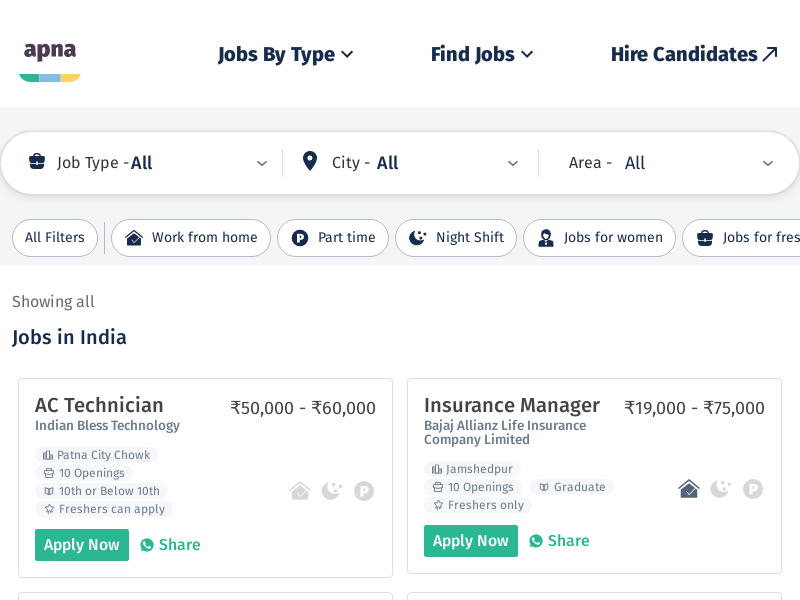 apna
Jobs By Type
Find Jobs
Hire Candidates
Job Type - All
City - All
Area - All
All Filters
Work from home
Part time
Night Shift
Jobs for women
Jobs for fres
Showing all
Jobs in India
AC Technician
₹50,000 - ₹60,000
Indian Bless Technology
Patna City Chowk
10 Openings
10th or Below 10th
Freshers can apply
Apply Now
Share
Insurance Manager
₹19,000 - ₹75,000
Bajaj Allianz Life Insurance
Company Limited
Jamshedpur
10 Openings
Graduate
Freshers only
Apply Now
Share